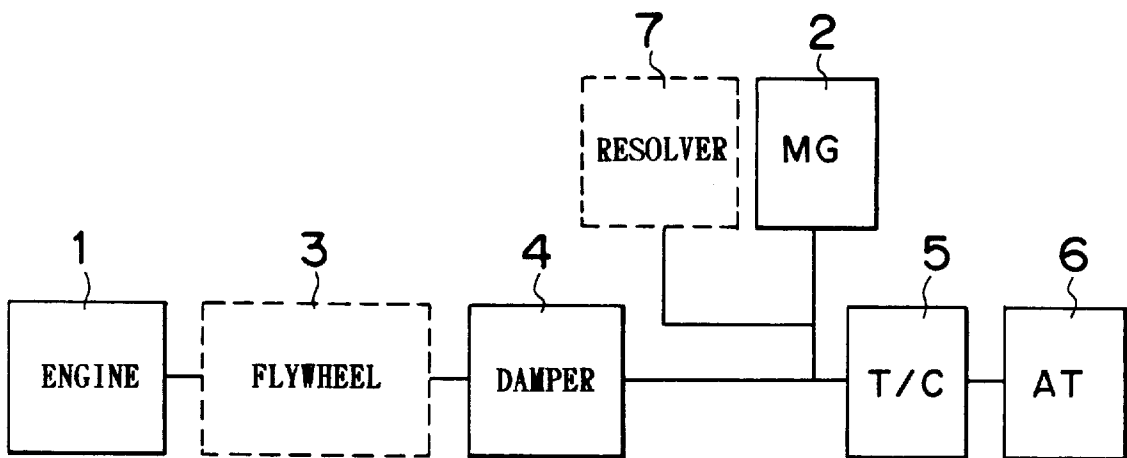 7 2
RESOLVER MG
1 3 4 5 6
ENGINE FLYWHEEL DAMPER T/C AT